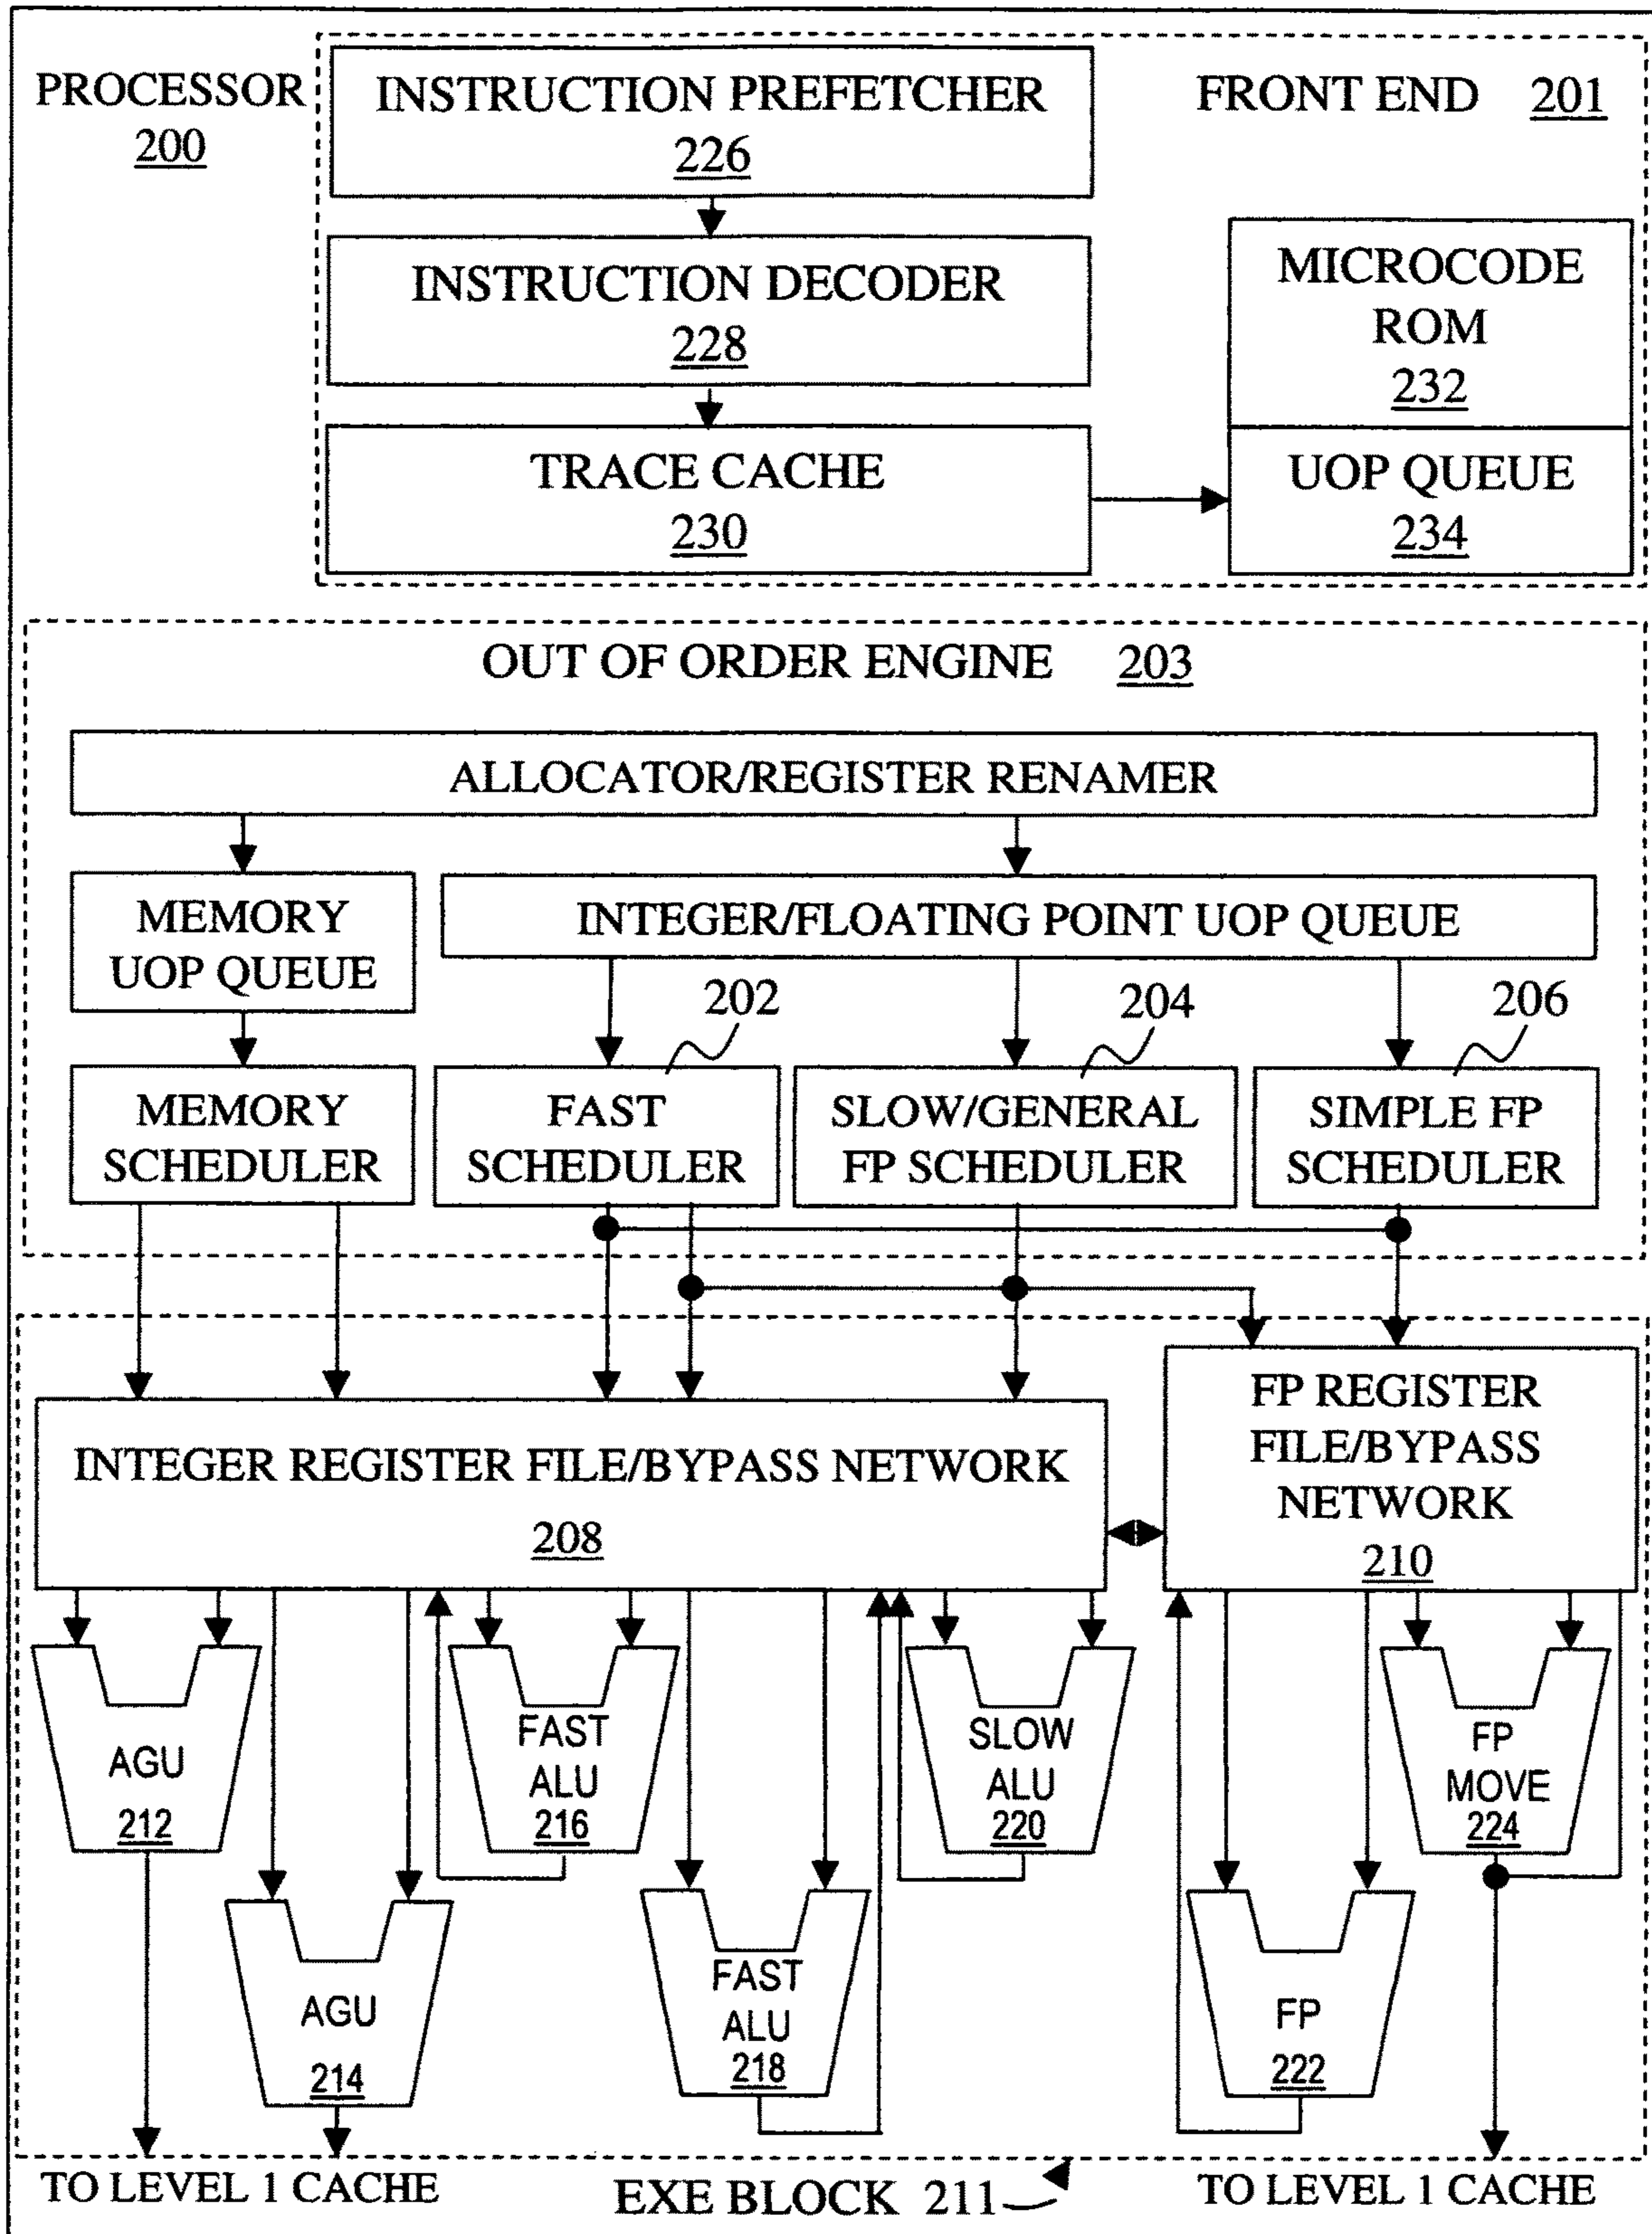 PROCESSOR
200
INSTRUCTION PREFETCHER
226
FRONT END 201
INSTRUCTION DECODER
228
MICROCODE
ROM
232
TRACE CACHE
230
UOP QUEUE
234
OUT OF ORDER ENGINE 203
ALLOCATOR/REGISTER RENAMER
MEMORY
UOP QUEUE
INTEGER/FLOATING POINT UOP QUEUE
202
204
206
MEMORY
SCHEDULER
FAST
SCHEDULER
SLOW/GENERAL
FP SCHEDULER
SIMPLE FP
SCHEDULER
INTEGER REGISTER FILE/BYPASS NETWORK
208
FP REGISTER
FILE/BYPASS
NETWORK
210
AGU
212
FAST
ALU
216
SLOW
ALU
220
FP
MOVE
224
AGU
214
FAST
ALU
218
FP
222
TO LEVEL 1 CACHE
EXE BLOCK 211
TO LEVEL 1 CACHE